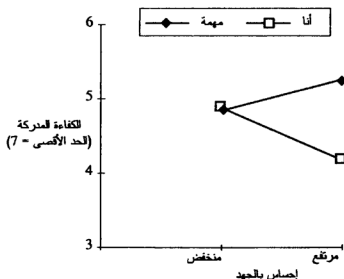 مهمة أنا
6
5
4
3
الكفاءة المدركة
(الحد الأقصى = 7)
منخفض مرتفع
إحساس بالجهد